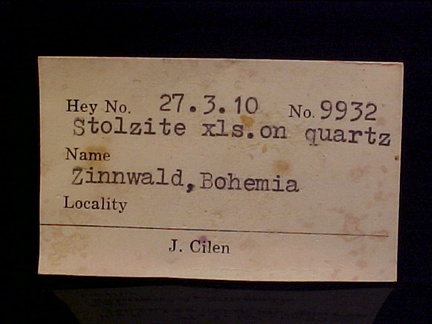 Hey No. 27.3.10 No. 9932
Stolzite xls.on quartz
Name
Zinnwald,Bohemia
Locality
J. Cilen